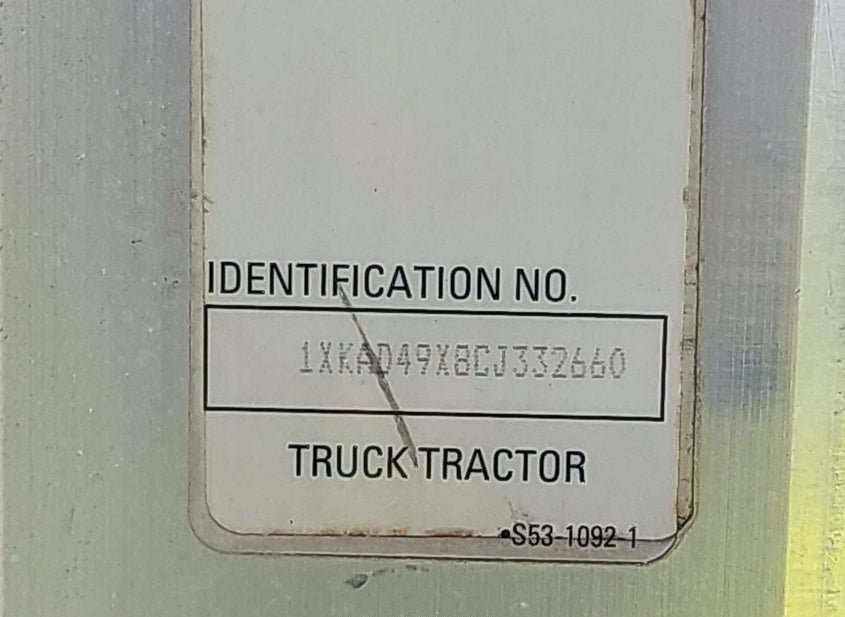 IDENTIFICATION NO.
1XKAD49X8CJ332660
TRUCK TRACTOR
•S53-1092-1